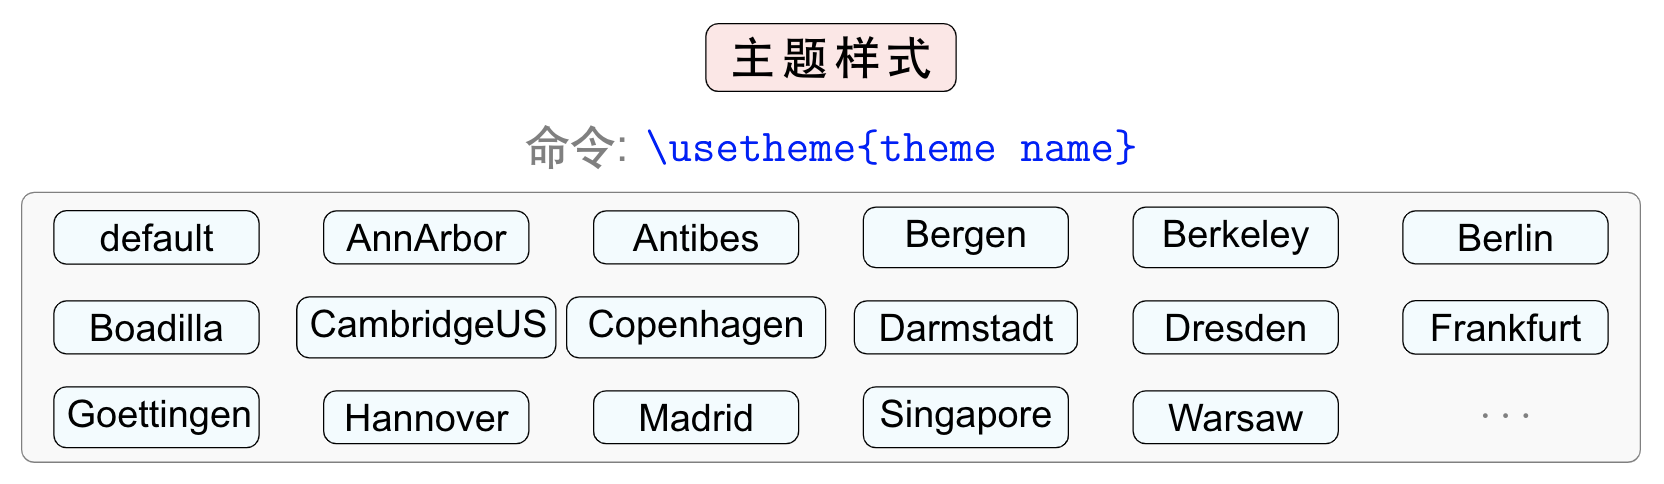 主题样式
命令: \usetheme{theme name}
default AnnArbor Antibes Bergen Berkeley Berlin
Boadilla CambridgeUS Copenhagen Darmstadt Dresden Frankfurt
Goettingen Hannover Madrid Singapore Warsaw ···